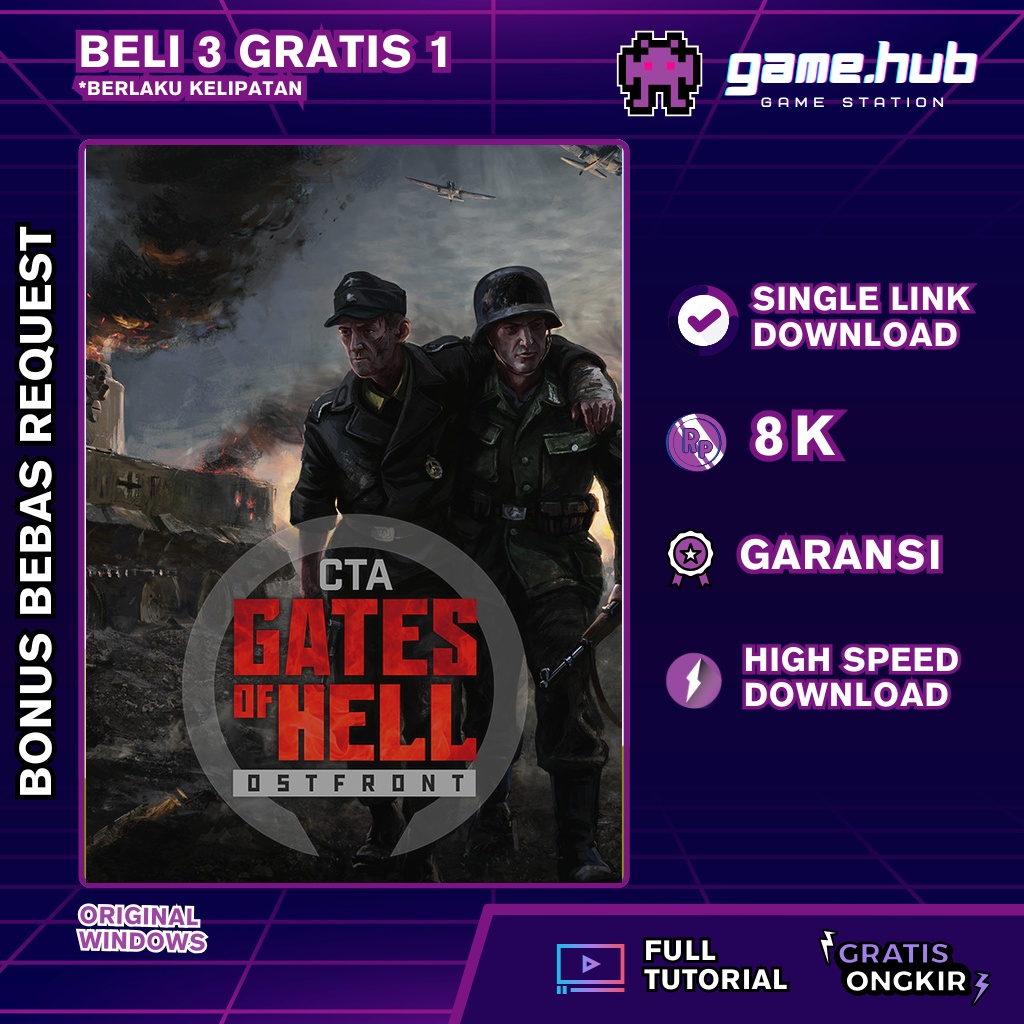 BELI 3 GRATIS 1
*BERLAKU KELIPATAN
game.hub
GAME STATION
BONUS BEBAS REQUEST
CTA
GATES
OF HELL
OSTFRONT
SINGLE LINK
DOWNLOAD
Rp
8K
GARANSI
HIGH SPEED
DOWNLOAD
ORIGINAL
WINDOWS
FULL
TUTORIAL
GRATIS
ONGKIR